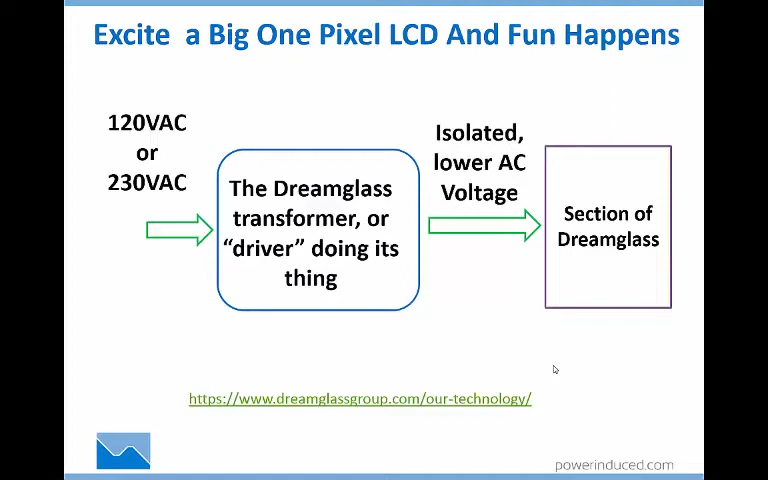 Excite  a Big One Pixel LCD And Fun Happens
120VAC
or
230VAC
The Dreamglass
transformer, or
“driver” doing its
thing
Isolated,
lower AC
Voltage
Section of
Dreamglass
https://www.dreamglassgroup.com/our-technology/
powerinduced.com